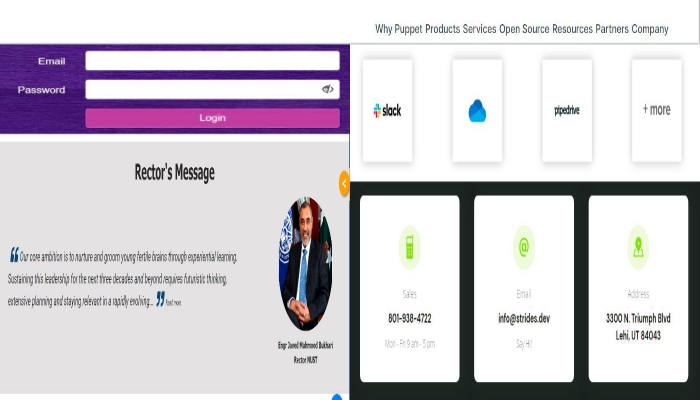 Email
Password
Login
Rector's Message
Our core ambition is to nurture and groom young fertile brains through experiential learning.
Sustaining this leadership for the next three decades and beyond requires futuristic thinking,
extensive planning and staying relevant in a rapidly evolving... Read more
Engr Javed Mahmood Bukhari
Rector NUST
Why Puppet Products Services Open Source Resources Partners Company
slack
pipedrive
+ more
Sales
801-938-4722
Mon - Fri 9 am - 5 pm
Email
info@strides.dev
Say Hi!
Address
3300 N. Triumph Blvd
Lehi, UT 84043